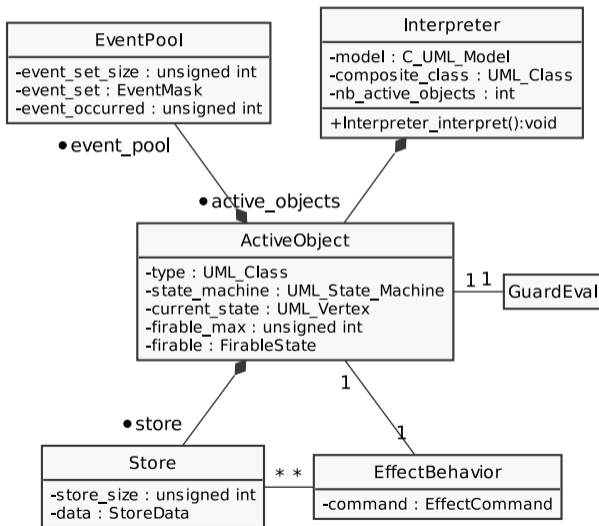 EventPool
-event_set_size : unsigned int
-event_set : EventMask
-event_occurred : unsigned int
Interpreter
-model : C_UML_Model
-composite_class : UML_Class
-nb_active_objects : int
+Interpreter_interpret():void
•event_pool
•active_objects
ActiveObject
-type : UML_Class
-state_machine : UML_State_Machine
-current_state : UML_Vertex
-firable_max : unsigned int
-firable : FirableState
1 1
GuardEval
1
•store
1
Store
-store_size : unsigned int
-data : StoreData
* *
EffectBehavior
-command : EffectCommand